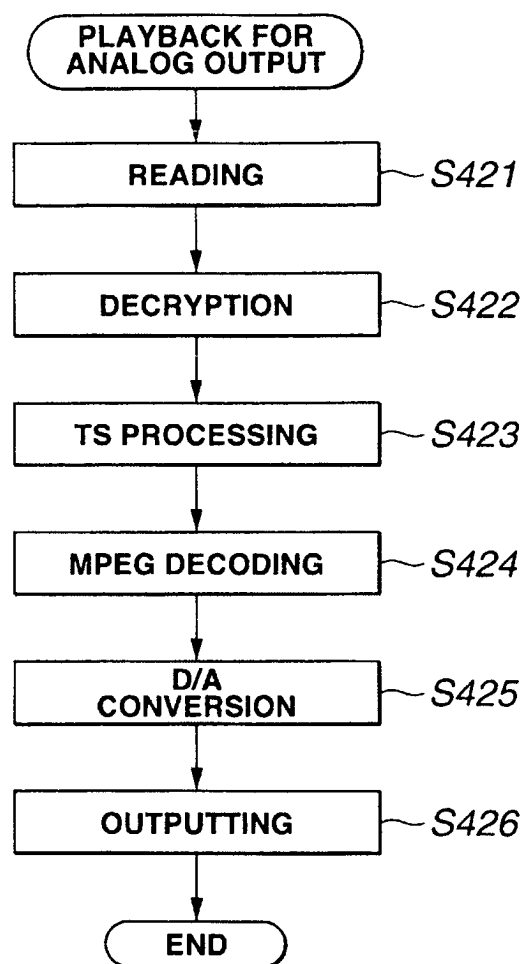 PLAYBACK FOR
ANALOG OUTPUT
READING
S421
DECRYPTION
S422
TS PROCESSING
S423
MPEG DECODING
S424
D/A
CONVERSION
S425
OUTPUTTING
S426
END